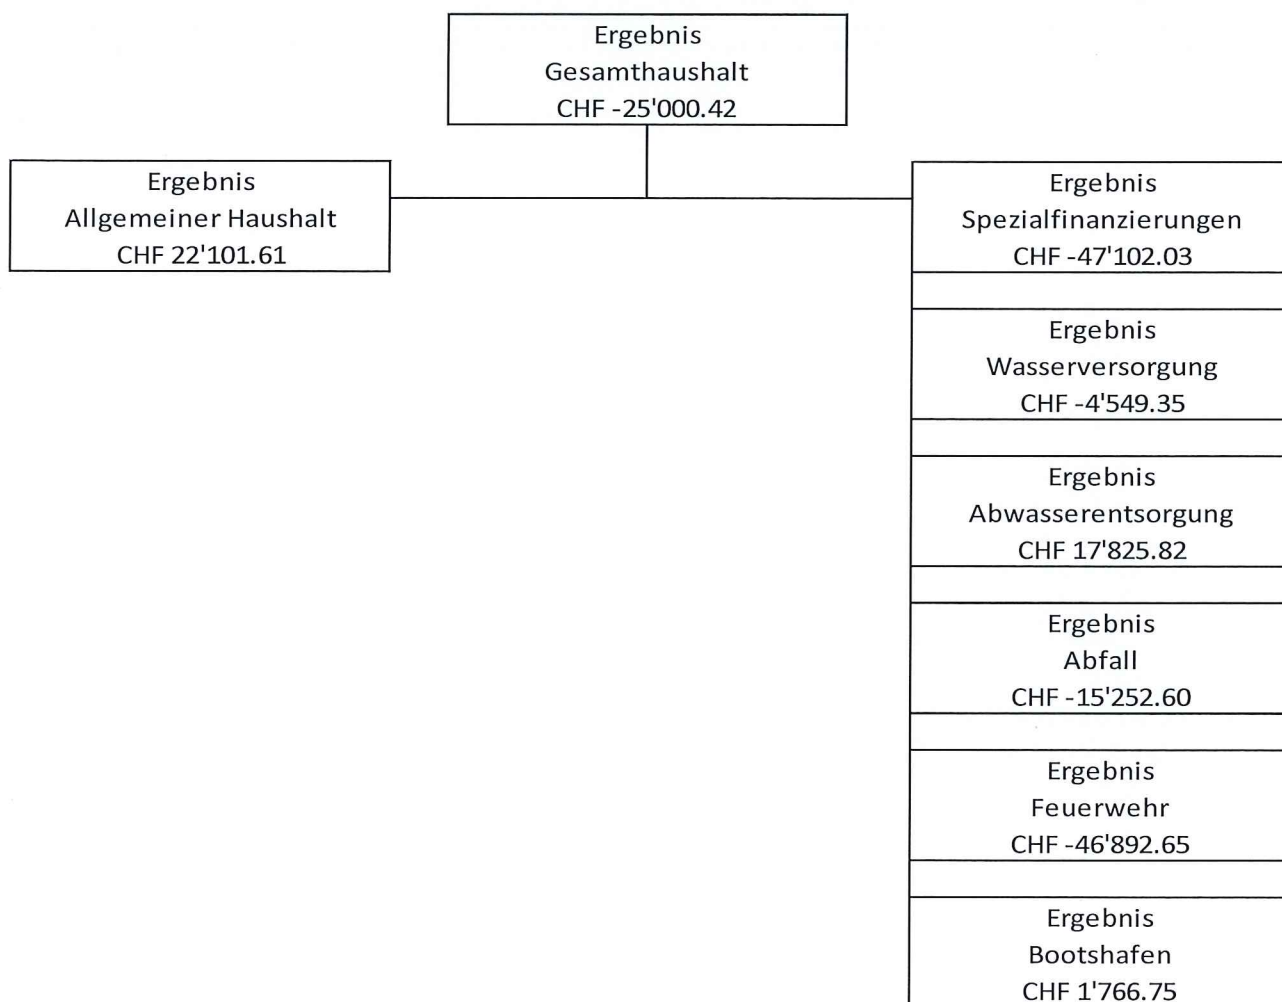 Ergebnis
Gesamthaushalt
CHF -25'000.42
Ergebnis
Allgemeiner Haushalt
CHF 22'101.61
Ergebnis
Spezialfinanzierungen
CHF -47'102.03
Ergebnis
Wasserversorgung
CHF -4'549.35
Ergebnis
Abwasserentsorgung
CHF 17'825.82
Ergebnis
Abfall
CHF -15'252.60
Ergebnis
Feuerwehr
CHF -46'892.65
Ergebnis
Bootshafen
CHF 1'766.75